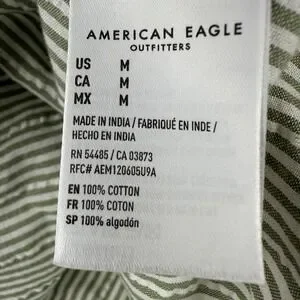 AMERICAN EAGLE
OUTFITTERS
US M
CA M
MX M
MADE IN INDIA / FABRIQUÉ EN INDE /
HECHO EN INDIA
RN 54485 / CA 03873
RFC# AEM120605U9A
EN 100% COTTON
FR 100% COTON
SP 100% algodón